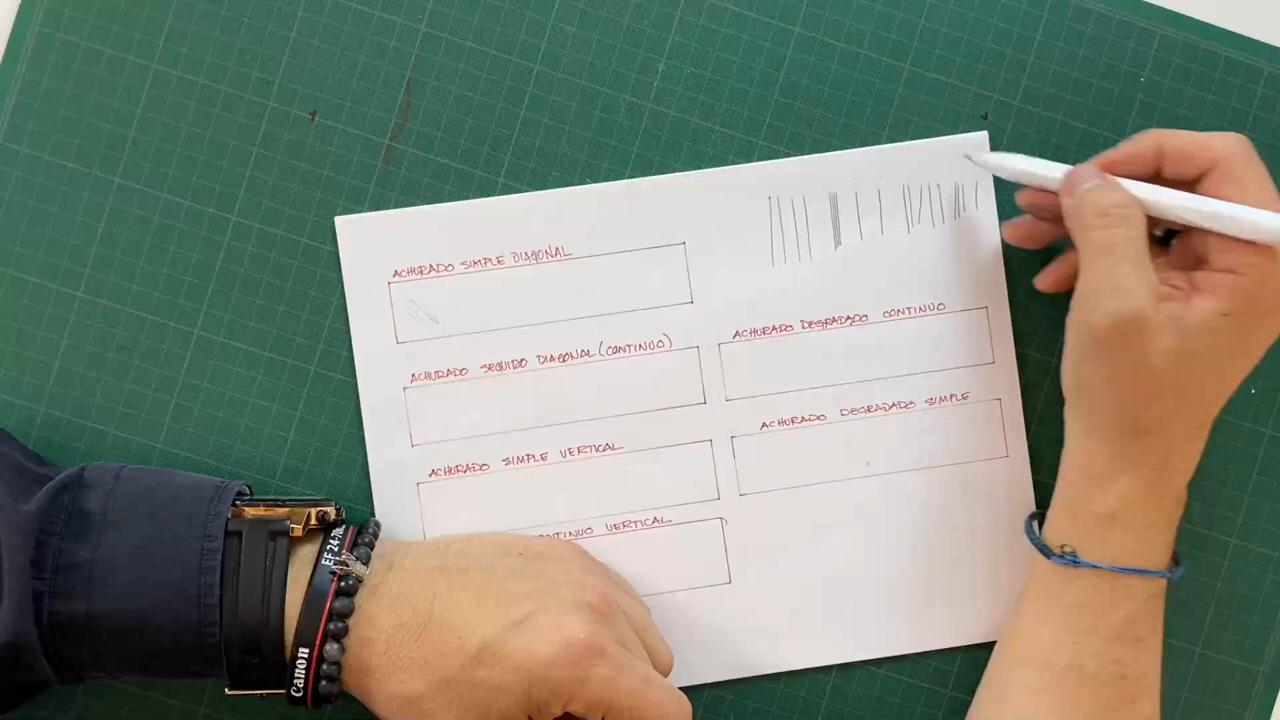 ACHURADO SIMPLE DIAGONAL
ACHURADO SEGUIDO DIAGONAL (CONTINUO)
ACHURADO SIMPLE VERTICAL
CONTINUO VERTICAL
ACHURADO DEGRADADO CONTINUO
ACHURADO DEGRADADO SIMPLE
EF 24-70
Canon